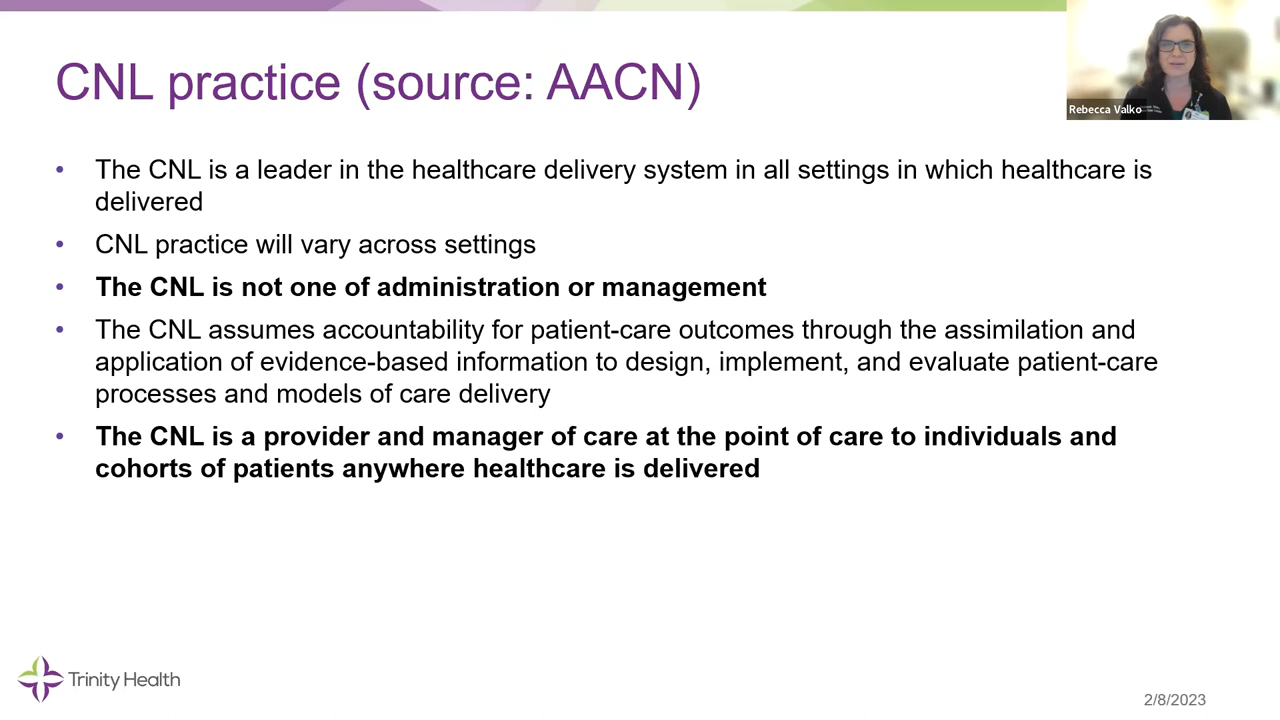 CNL practice (source: AACN)
Rebecca Valko
• The CNL is a leader in the healthcare delivery system in all settings in which healthcare is
delivered
• CNL practice will vary across settings
• The CNL is not one of administration or management
• The CNL assumes accountability for patient-care outcomes through the assimilation and
application of evidence-based information to design, implement, and evaluate patient-care
processes and models of care delivery
• The CNL is a provider and manager of care at the point of care to individuals and
cohorts of patients anywhere healthcare is delivered
Trinity Health
2/8/2023